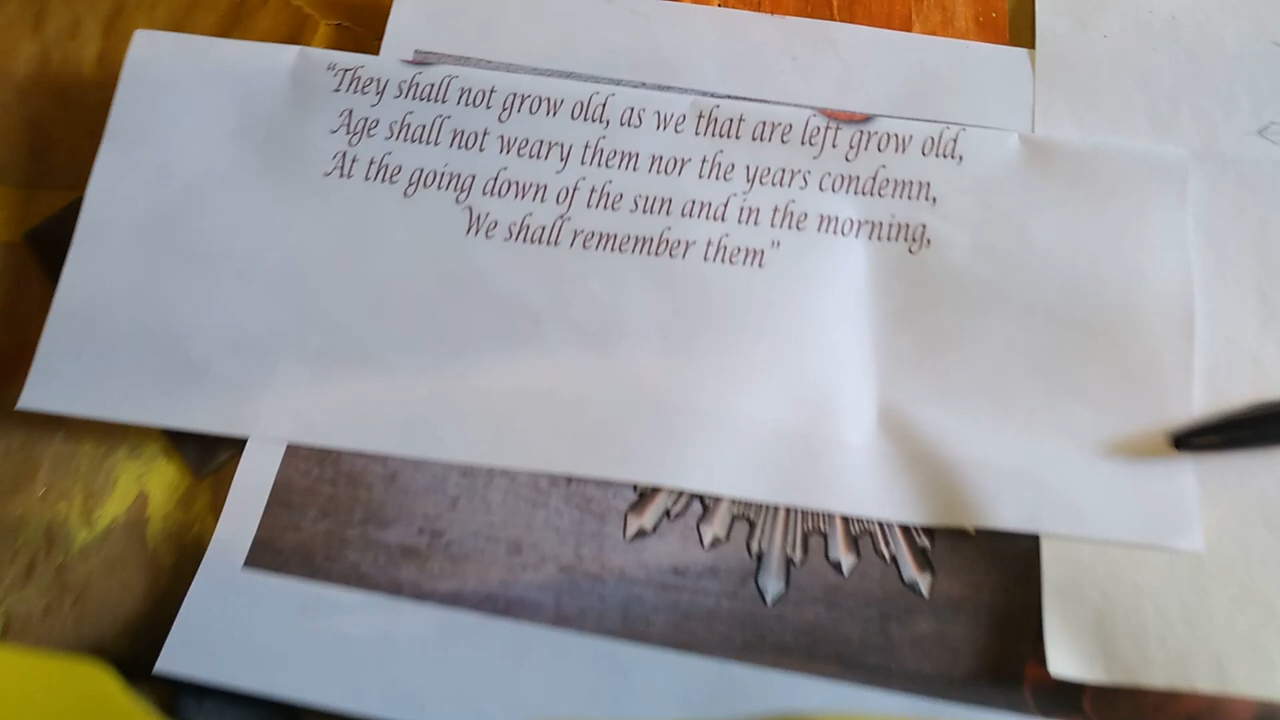 “They shall not grow old, as we that are left grow old,
Age shall not weary them nor the years condemn,
At the going down of the sun and in the morning,
We shall remember them”